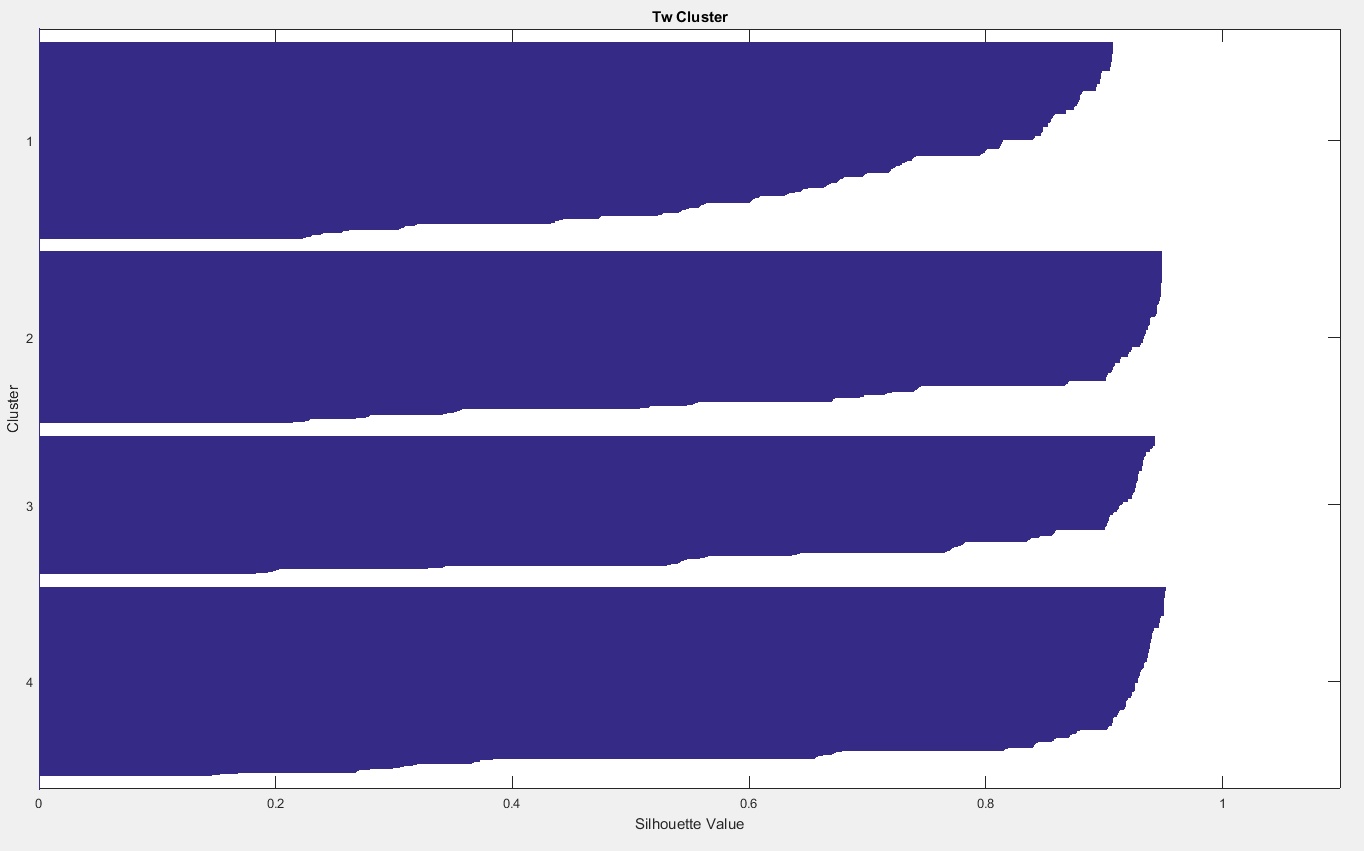 Tw Cluster
Cluster
1
2
3
4
0 0.2 0.4 0.6 0.8 1
Silhouette Value